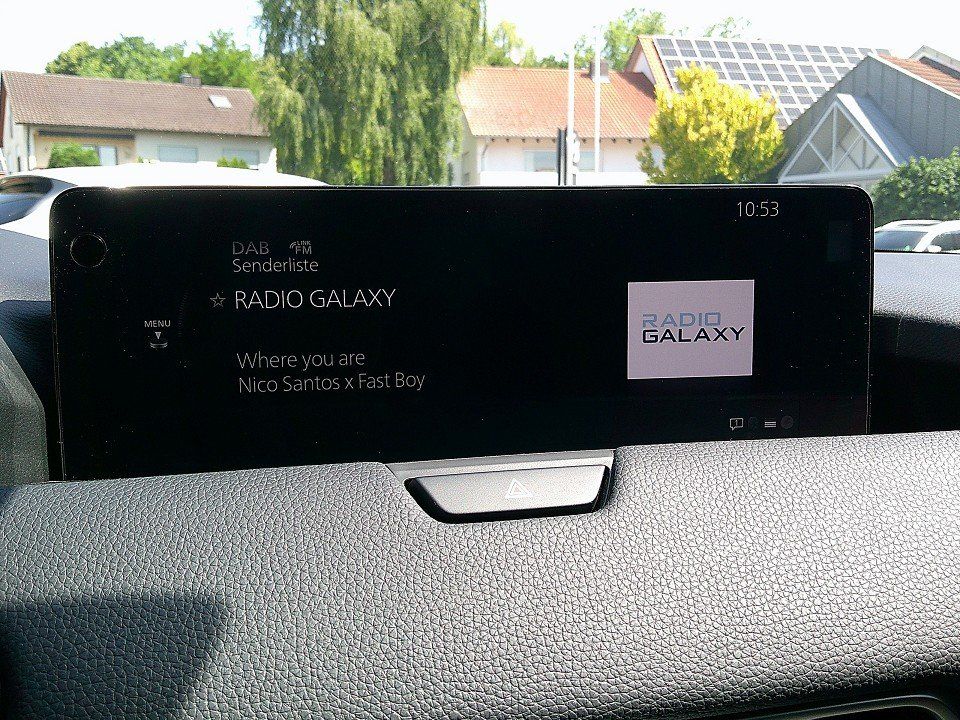 10:53
DAB LINK FM
Senderliste
RADIO GALAXY
MENU
Where you are
Nico Santos x Fast Boy
RADIO
GALAXY